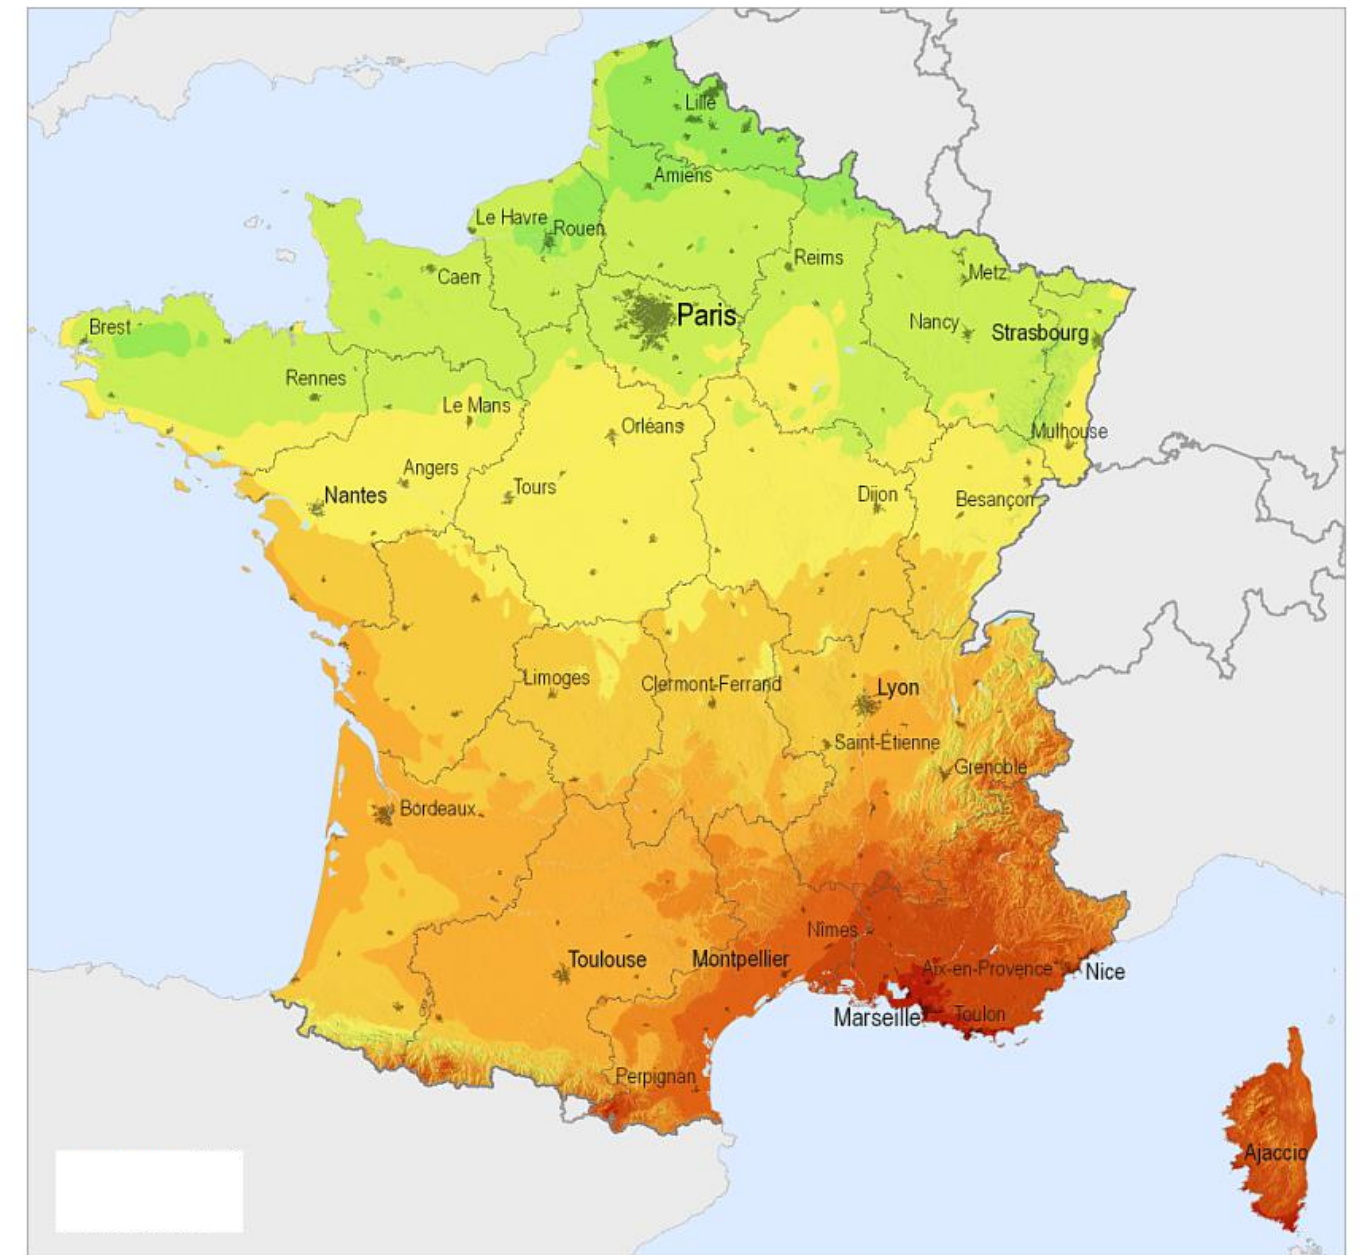 Lille
Amiens
Le Havre
Rouen
Caen
Reims
Metz
Paris
Nancy
Strasbourg
Brest
Rennes
Le Mans
Orléans
Mulhouse
Angers
Nantes
Tours
Dijon
Besançon
Limoges
Clermont-Ferrand
Lyon
Saint-Étienne
Grenoble
Bordeaux
Nîmes
Toulouse
Montpellier
Aix-en-Provence
Nice
Marseille
Toulon
Perpignan
Ajaccio